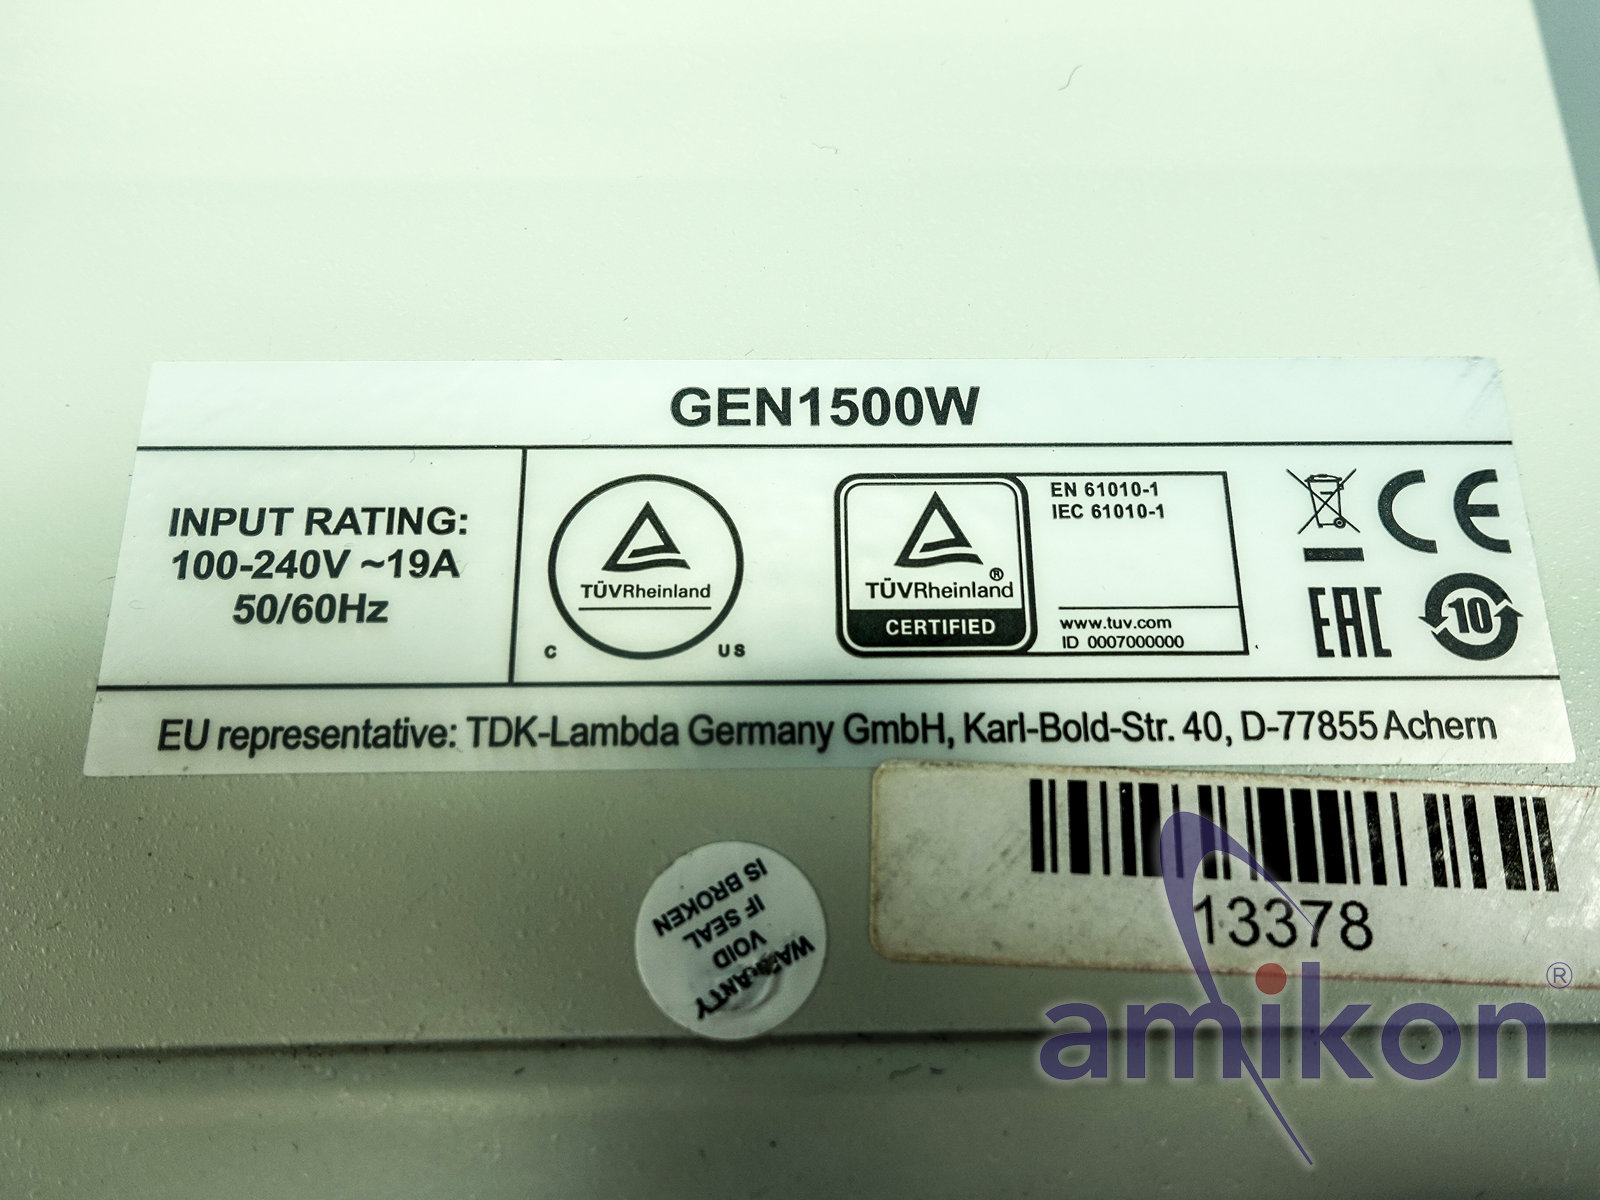 GEN1500W
INPUT RATING:
100-240V ~19A
50/60Hz
TÜVRheinland
C US
TÜVRheinland®
CERTIFIED
EN 61010-1
IEC 61010-1
www.tuv.com
ID 0007000000
CE
EAC
10
EU representative: TDK-Lambda Germany GmbH, Karl-Bold-Str. 40, D-77855 Achern
WARRANTY
VOID
IF SEAL
IS BROKEN
13378
amikon®